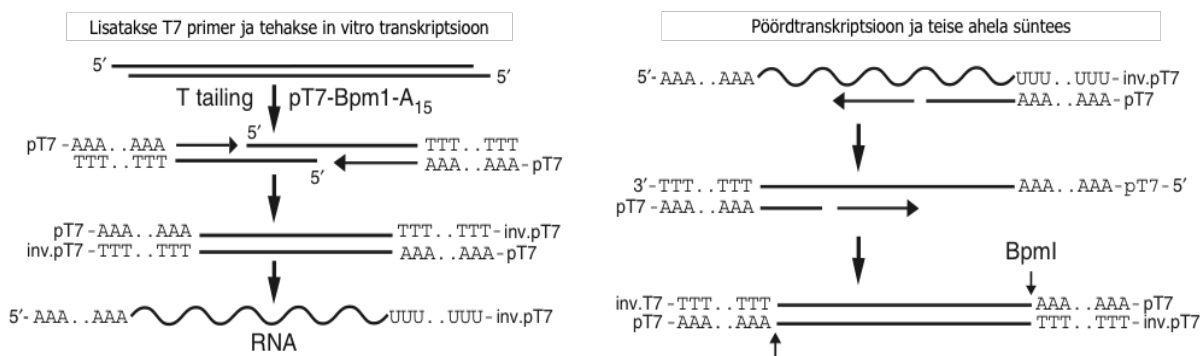 Lisatakse T7 primer ja tehakse in vitro transkriptsioon
5′
5′
T tailing
pT7-Bpm1-A15
pT7 -AAA..AAA
5′
TTT..TTT
TTT..TTT
5′
AAA..AAA-pT7
pT7 -AAA..AAA
TTT..TTT-inv.pT7
inv.pT7 -TTT..TTT
AAA..AAA-pT7
5′- AAA..AAA
UUU..UUU-inv.pT7
RNA
Pöördtranskriptsioon ja teise ahela süntees
5′- AAA..AAA
UUU..UUU-inv.pT7
AAA..AAA-pT7
3′-TTT..TTT
AAA..AAA-pT7-5′
pT7 -AAA..AAA
BpmI
inv.T7 -TTT..TTT
AAA..AAA-pT7
pT7 -AAA..AAA
TTT..TTT-inv.pT7